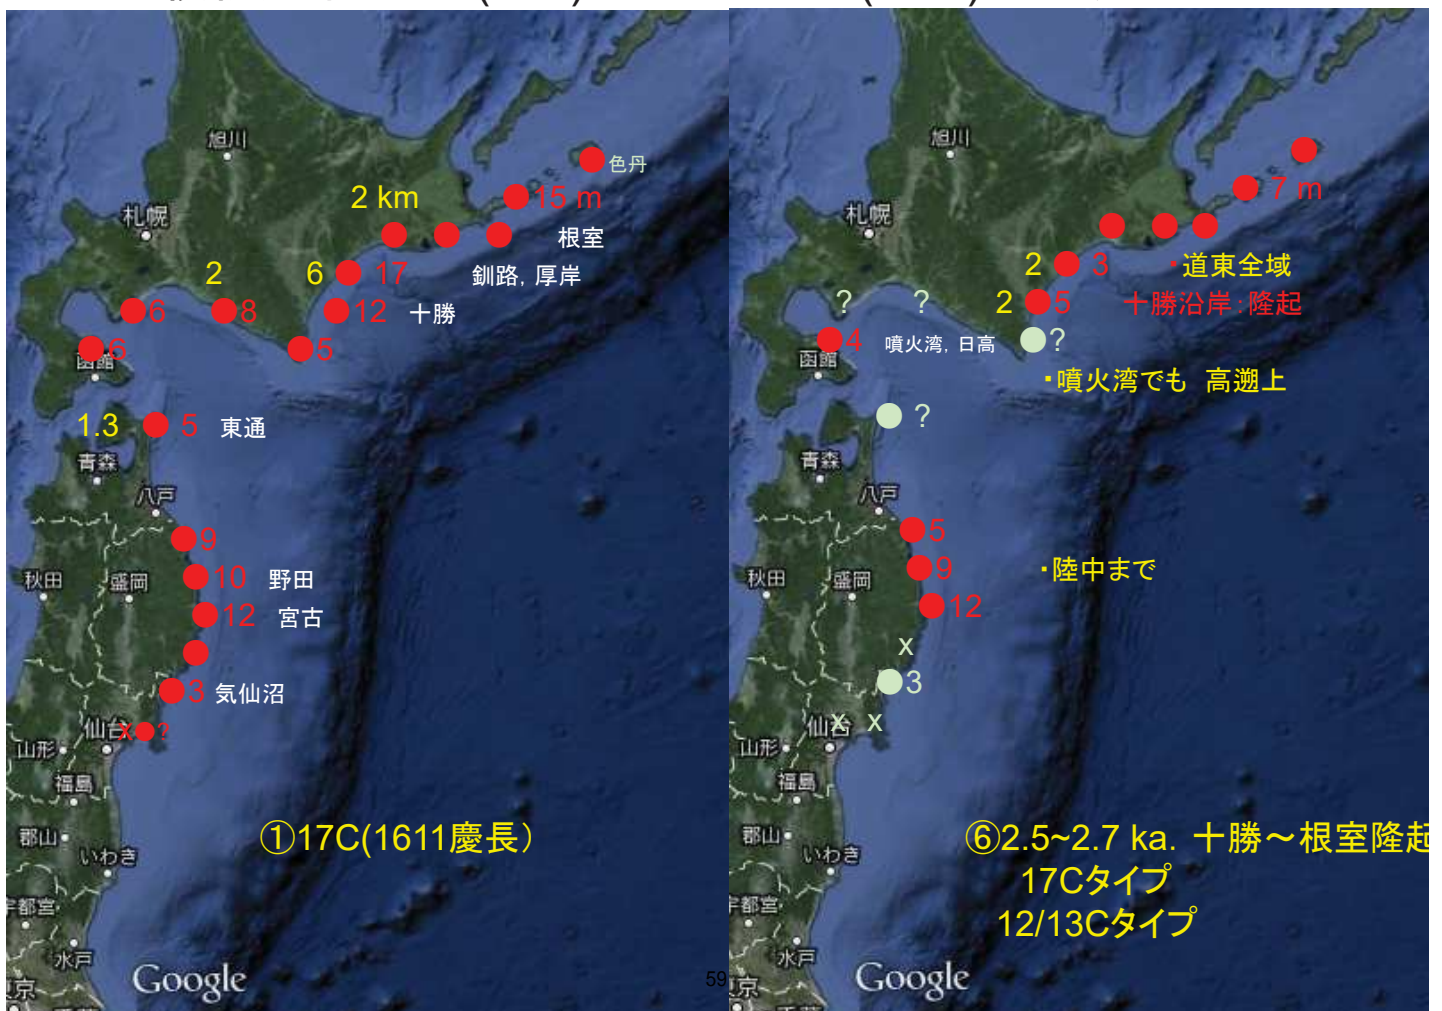 旭川
色丹
2 km
15 m
札幌
根室
2
6
17
釧路, 厚岸
6
8
12
十勝
6
5
函館
1.3
5
東通
青森
八戸
9
秋田
盛岡
10
野田
12
宮古
3
気仙沼
仙台
x
?
山形
福島
①17C(1611慶長)
郡山
いわき
宇都宮
水戸
Google
京
59
旭川
7 m
札幌
2
3
・道東全域
?
?
2
5
十勝沿岸:隆起
4
噴火湾, 日高
?
函館
・噴火湾でも 高遡上
?
青森
八戸
5
秋田
盛岡
9
・陸中まで
12
x
3
仙台
x
x
山形
福島
⑥2.5~2.7 ka. 十勝～根室隆起
郡山
いわき
17Cタイプ
宇都宮
12/13Cタイプ
水戸
Google
京